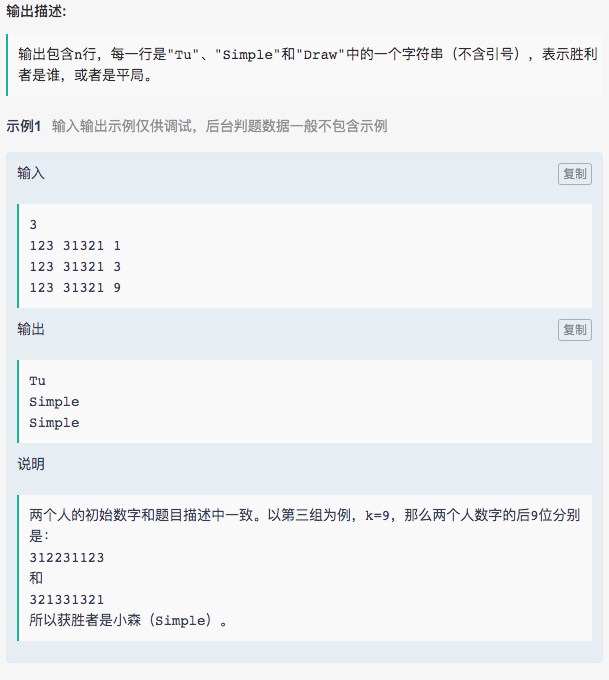 输出描述:
输出包含n行，每一行是"Tu"、"Simple"和"Draw"中的一个字符串（不含引号），表示胜利
者是谁，或者是平局。
示例1 输入输出示例仅供调试，后台判题数据一般不包含示例
输入
复制
3
123 31321 1
123 31321 3
123 31321 9
输出
复制
Tu
Simple
Simple
说明
两个人的初始数字和题目描述中一致。以第三组为例，k=9，那么两个人数字的后9位分别
是：
312231123
和
321331321
所以获胜者是小森（Simple）。